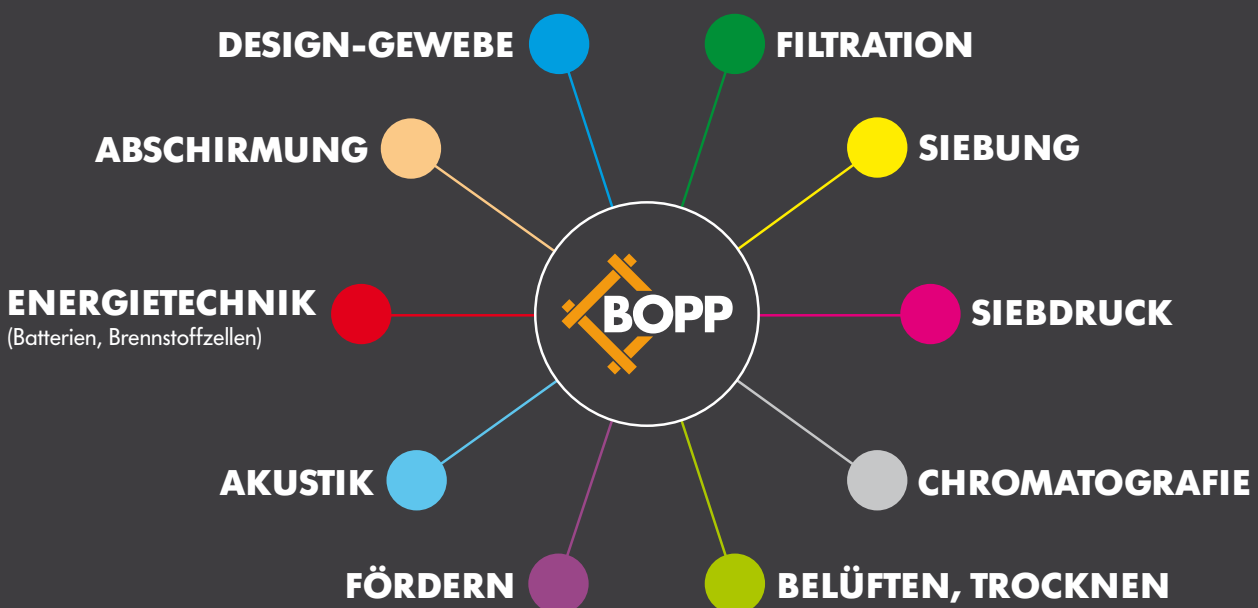 DESIGN-GEWEBE
FILTRATION
ABSCHIRMUNG
SIEBUNG
ENERGIETECHNIK
(Batterien, Brennstoffzellen)
BOPP
SIEBDRUCK
AKUSTIK
CHROMATOGRAFIE
FÖRDERN
BELÜFTEN, TROCKNEN